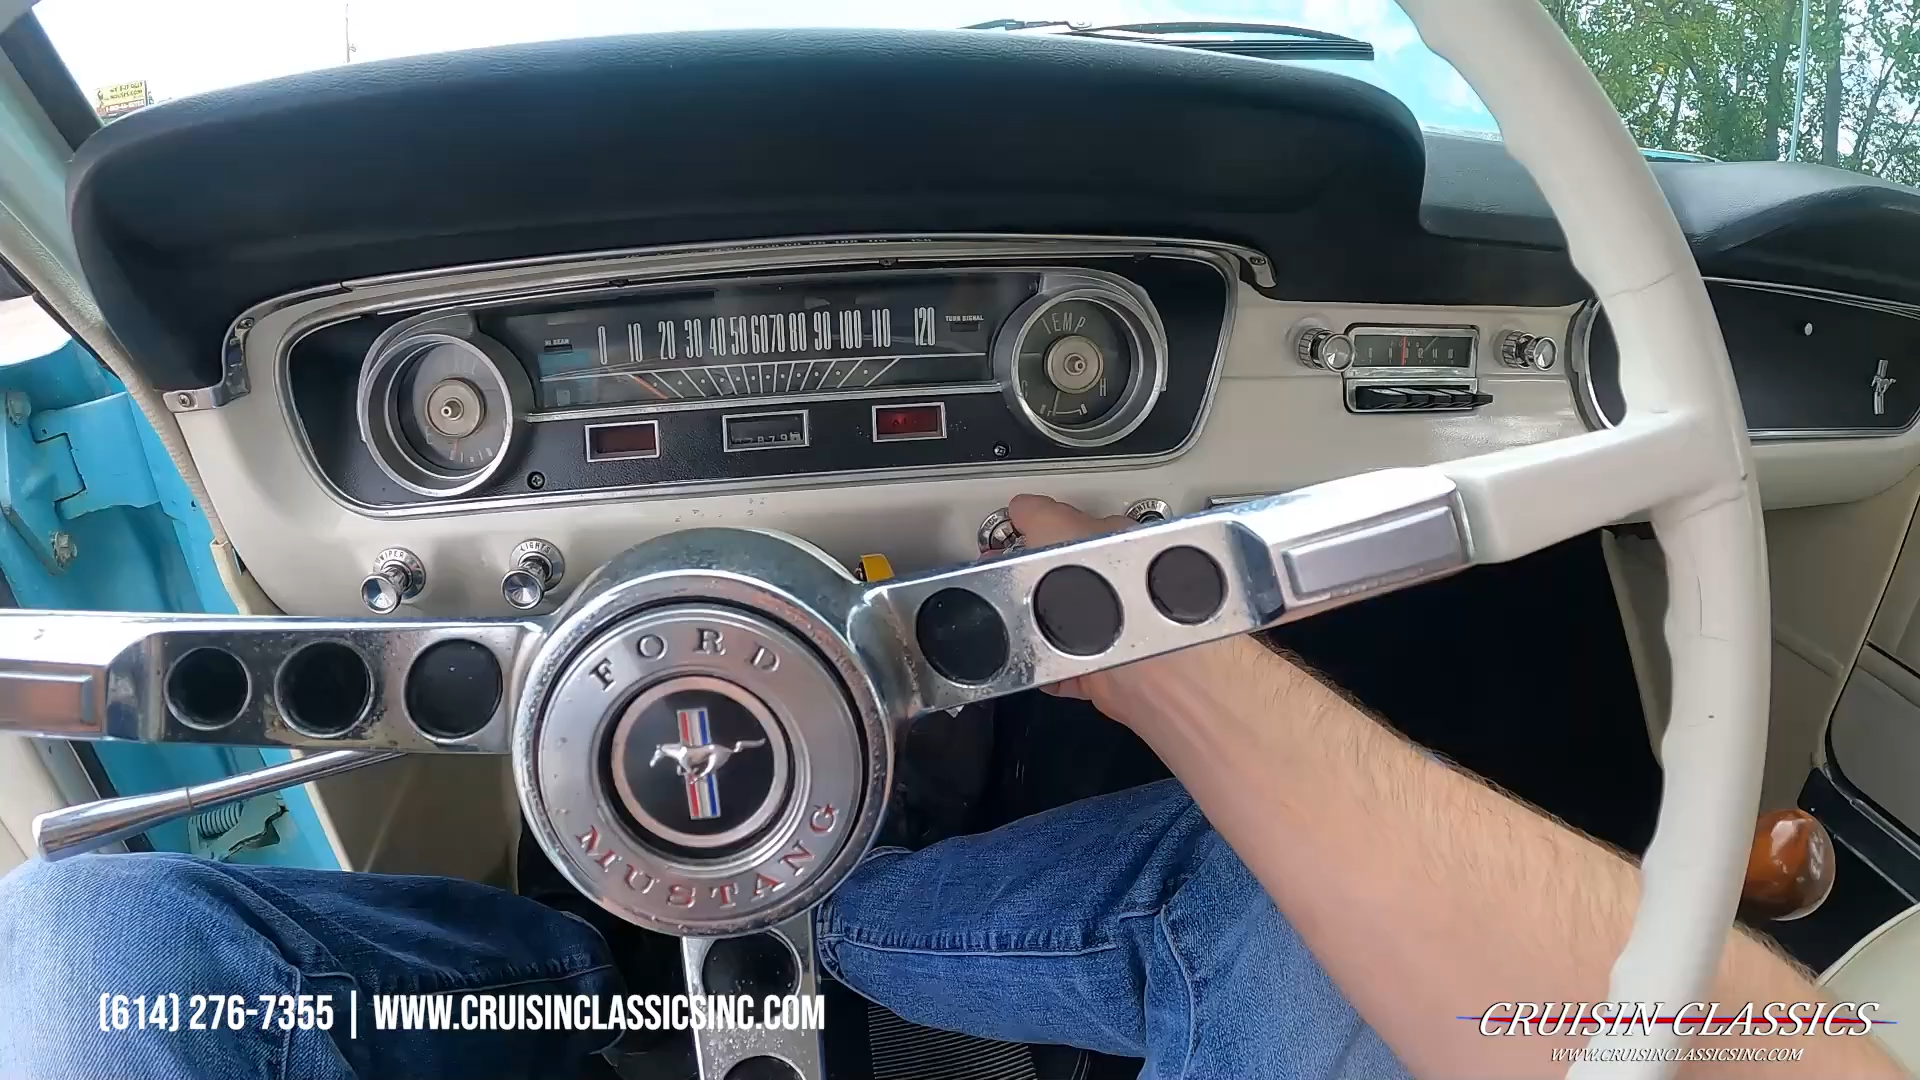 HI BEAM
0 10 20 30 40 50 60 70 80 90 100 110 120
TURN SIGNAL
TEMP
C H
WIPER
LIGHTS
FORD
MUSTANG
(614) 276-7355 | WWW.CRUISINCLASSICSINC.COM
CRUISIN CLASSICS
WWW.CRUISINCLASSICSINC.COM